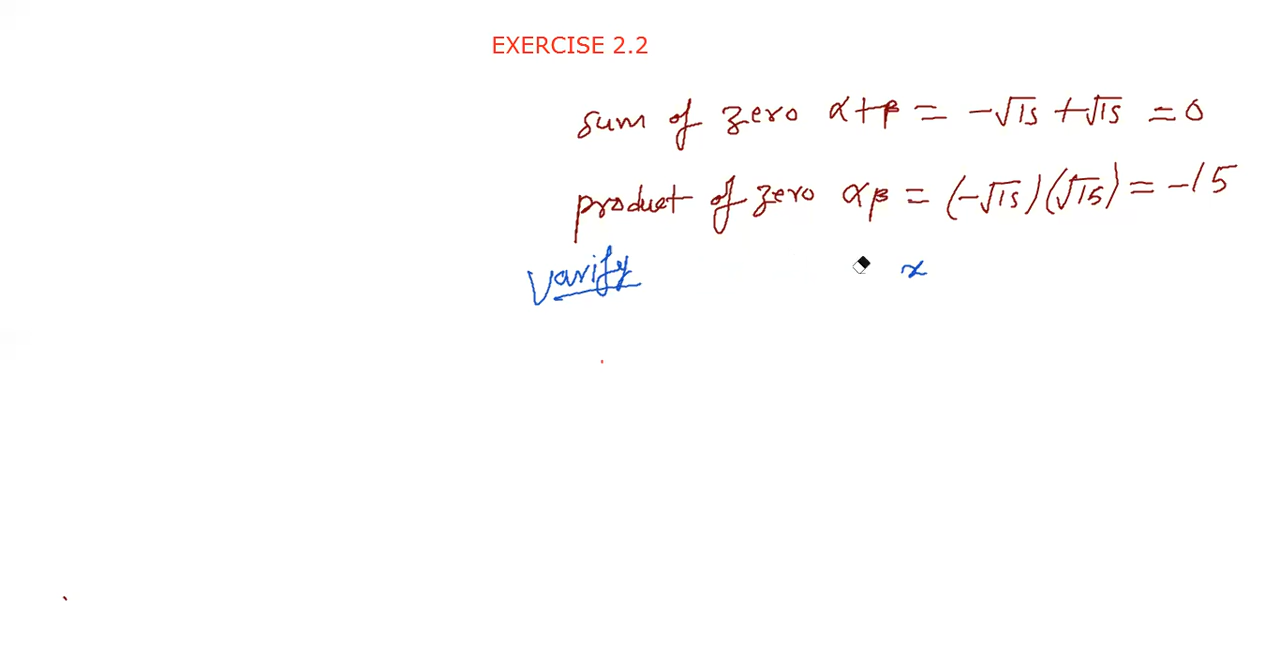 EXERCISE 2.2
sum of zero α+β = -√15 +√15 = 0
product of zero αβ = (-√15)(√15) = -15
Varify x